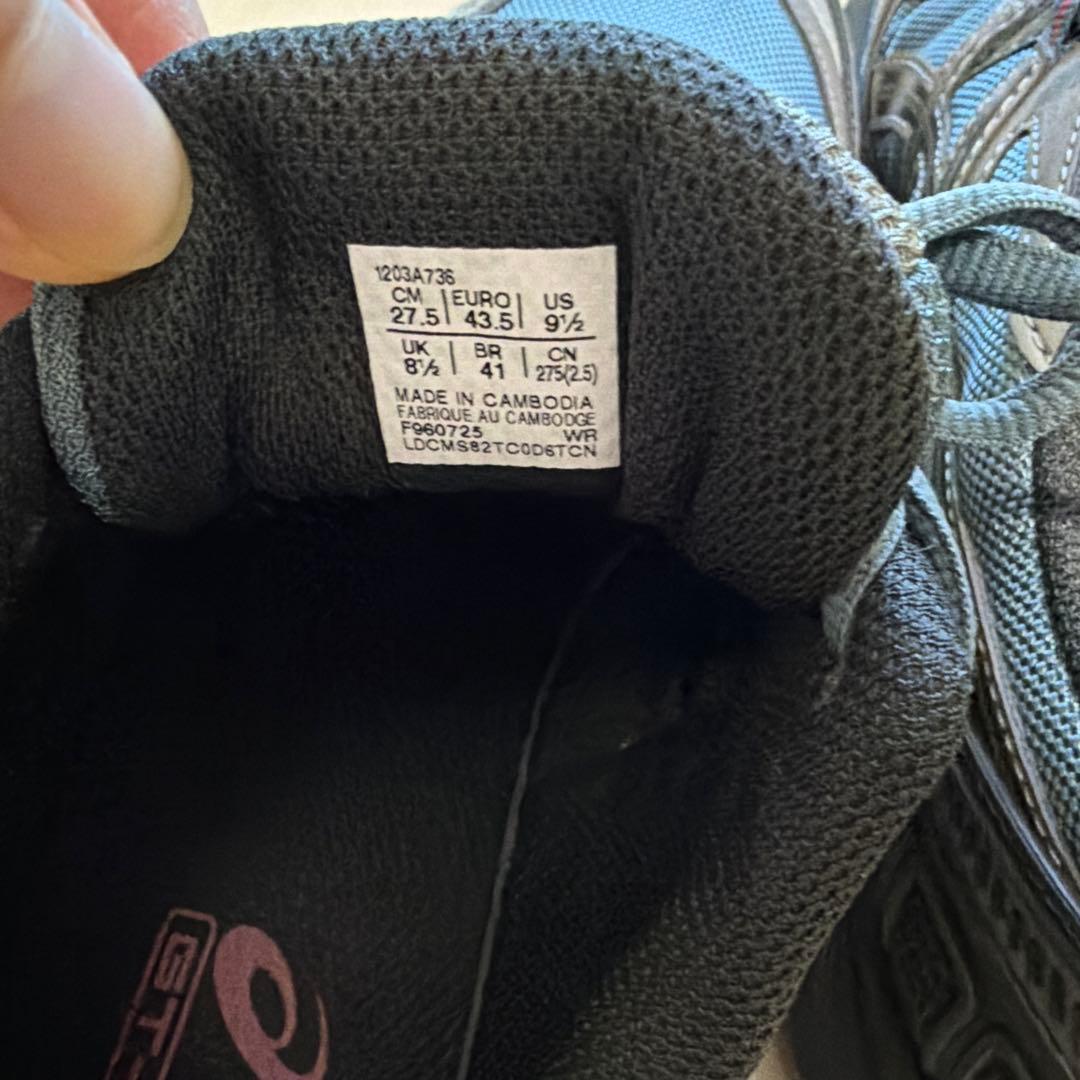 1203A736
CM | EURO | US
27.5 | 43.5 | 9½
UK | BR | CN
8½ | 41 | 275(2.5)
MADE IN CAMBODIA
FABRIQUE AU CAMBODGE
F960725 WR
LDCMS82TC0D6TCN
GT-